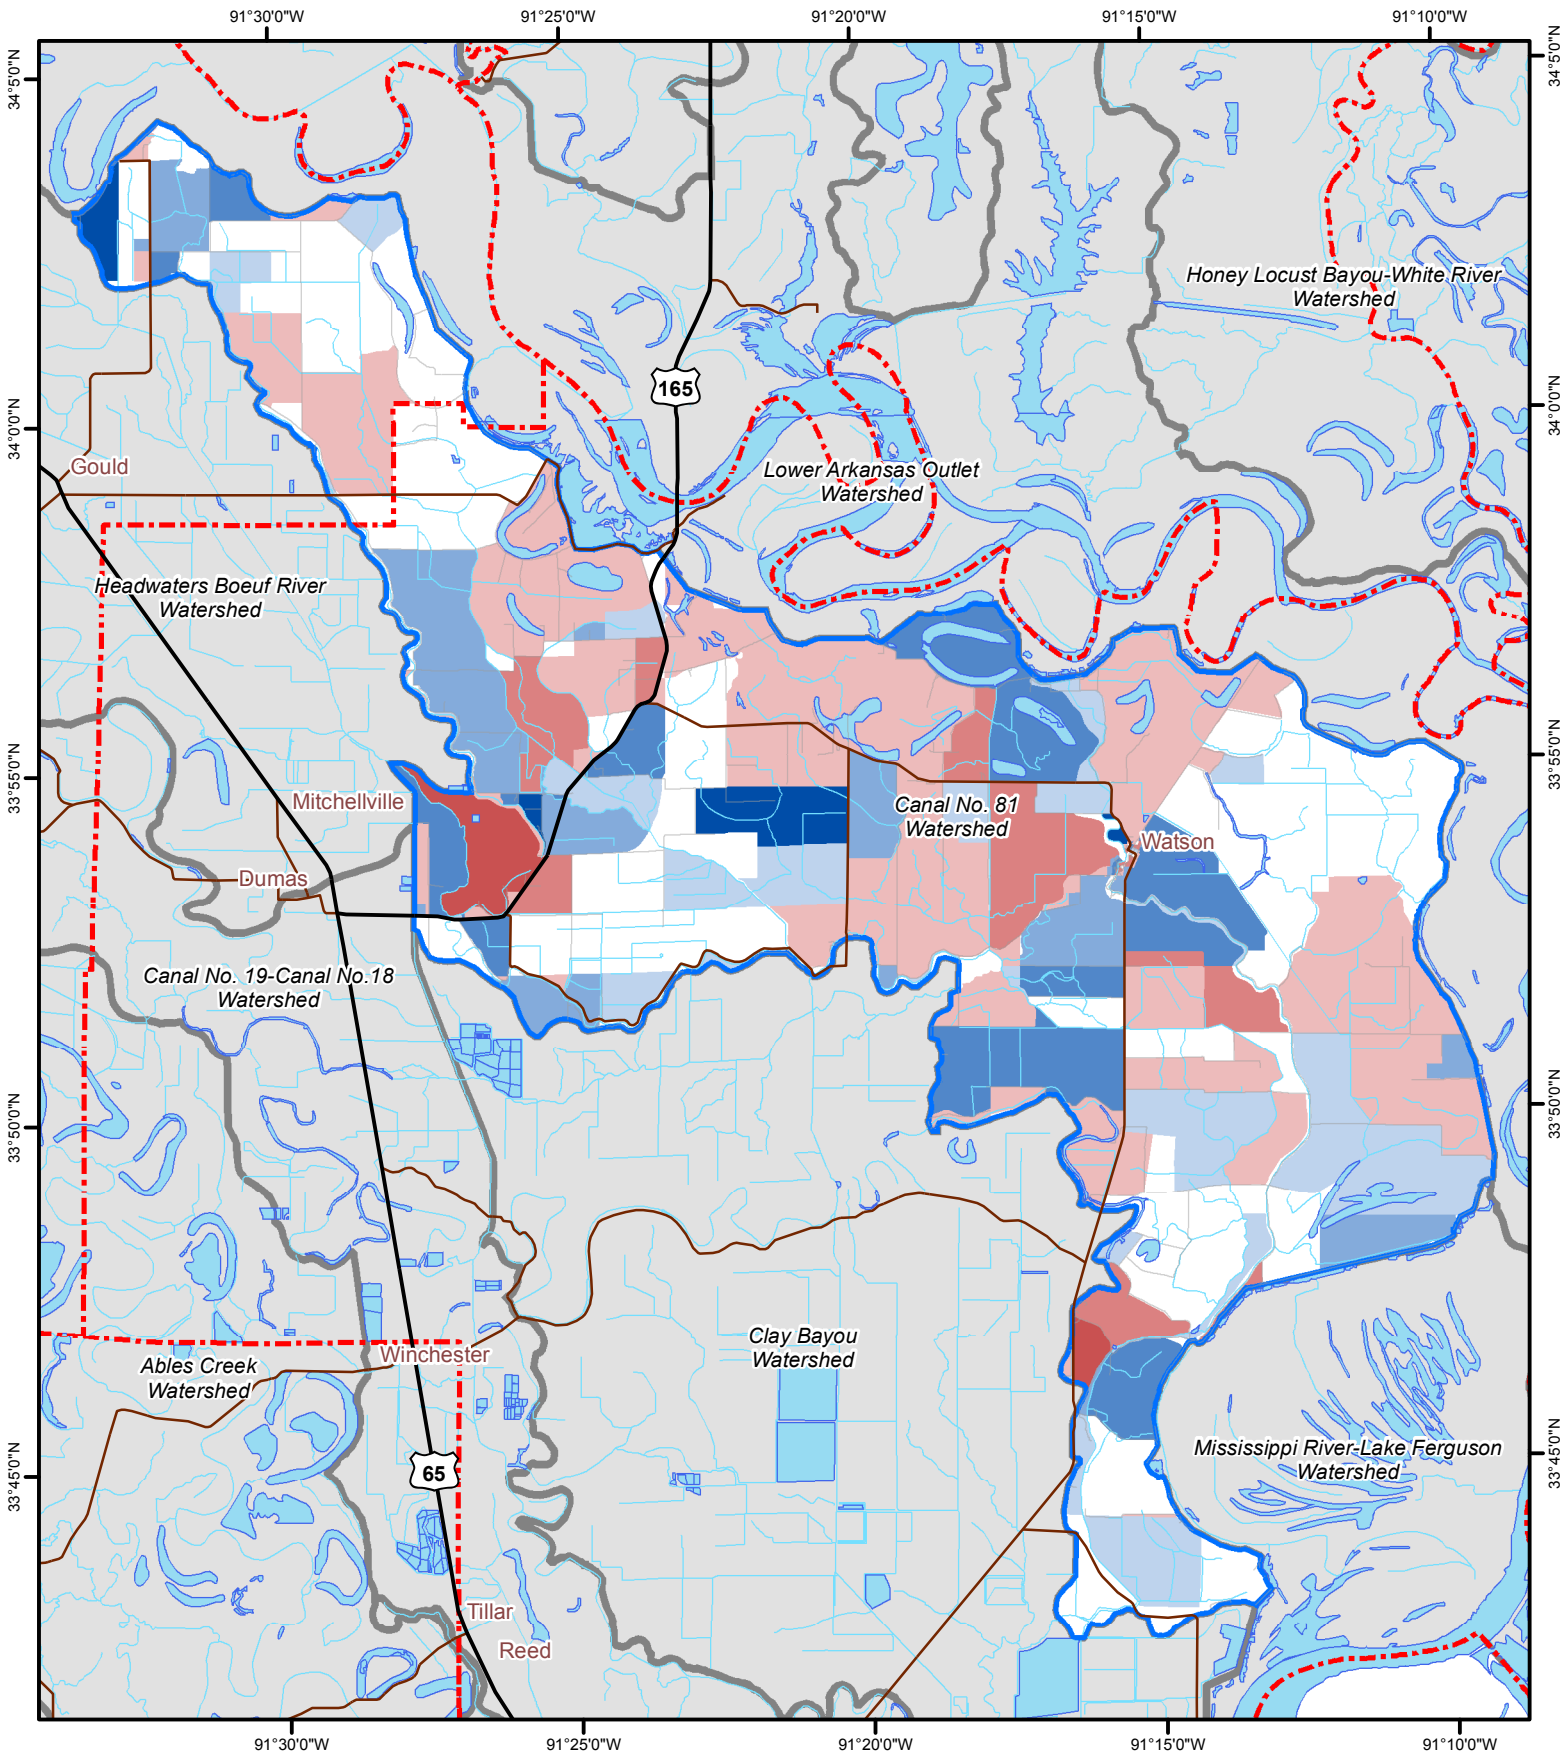 91°30'0"W
91°25'0"W
91°20'0"W
91°15'0"W
91°10'0"W
34°5'0"N
34°5'0"N
Honey Locust Bayou-White River
Watershed
165
34°0'0"N
34°0'0"N
Gould
Lower Arkansas Outlet
Watershed
Headwaters Boeuf River
Watershed
33°55'0"N
33°55'0"N
Mitchellville
Canal No. 81
Watershed
Watson
Dumas
Canal No. 19-Canal No.18
Watershed
33°50'0"N
33°50'0"N
Clay Bayou
Watershed
Winchester
Ables Creek
Watershed
Mississippi River-Lake Ferguson
Watershed
65
33°45'0"N
33°45'0"N
Tillar
Reed
91°30'0"W
91°25'0"W
91°20'0"W
91°15'0"W
91°10'0"W